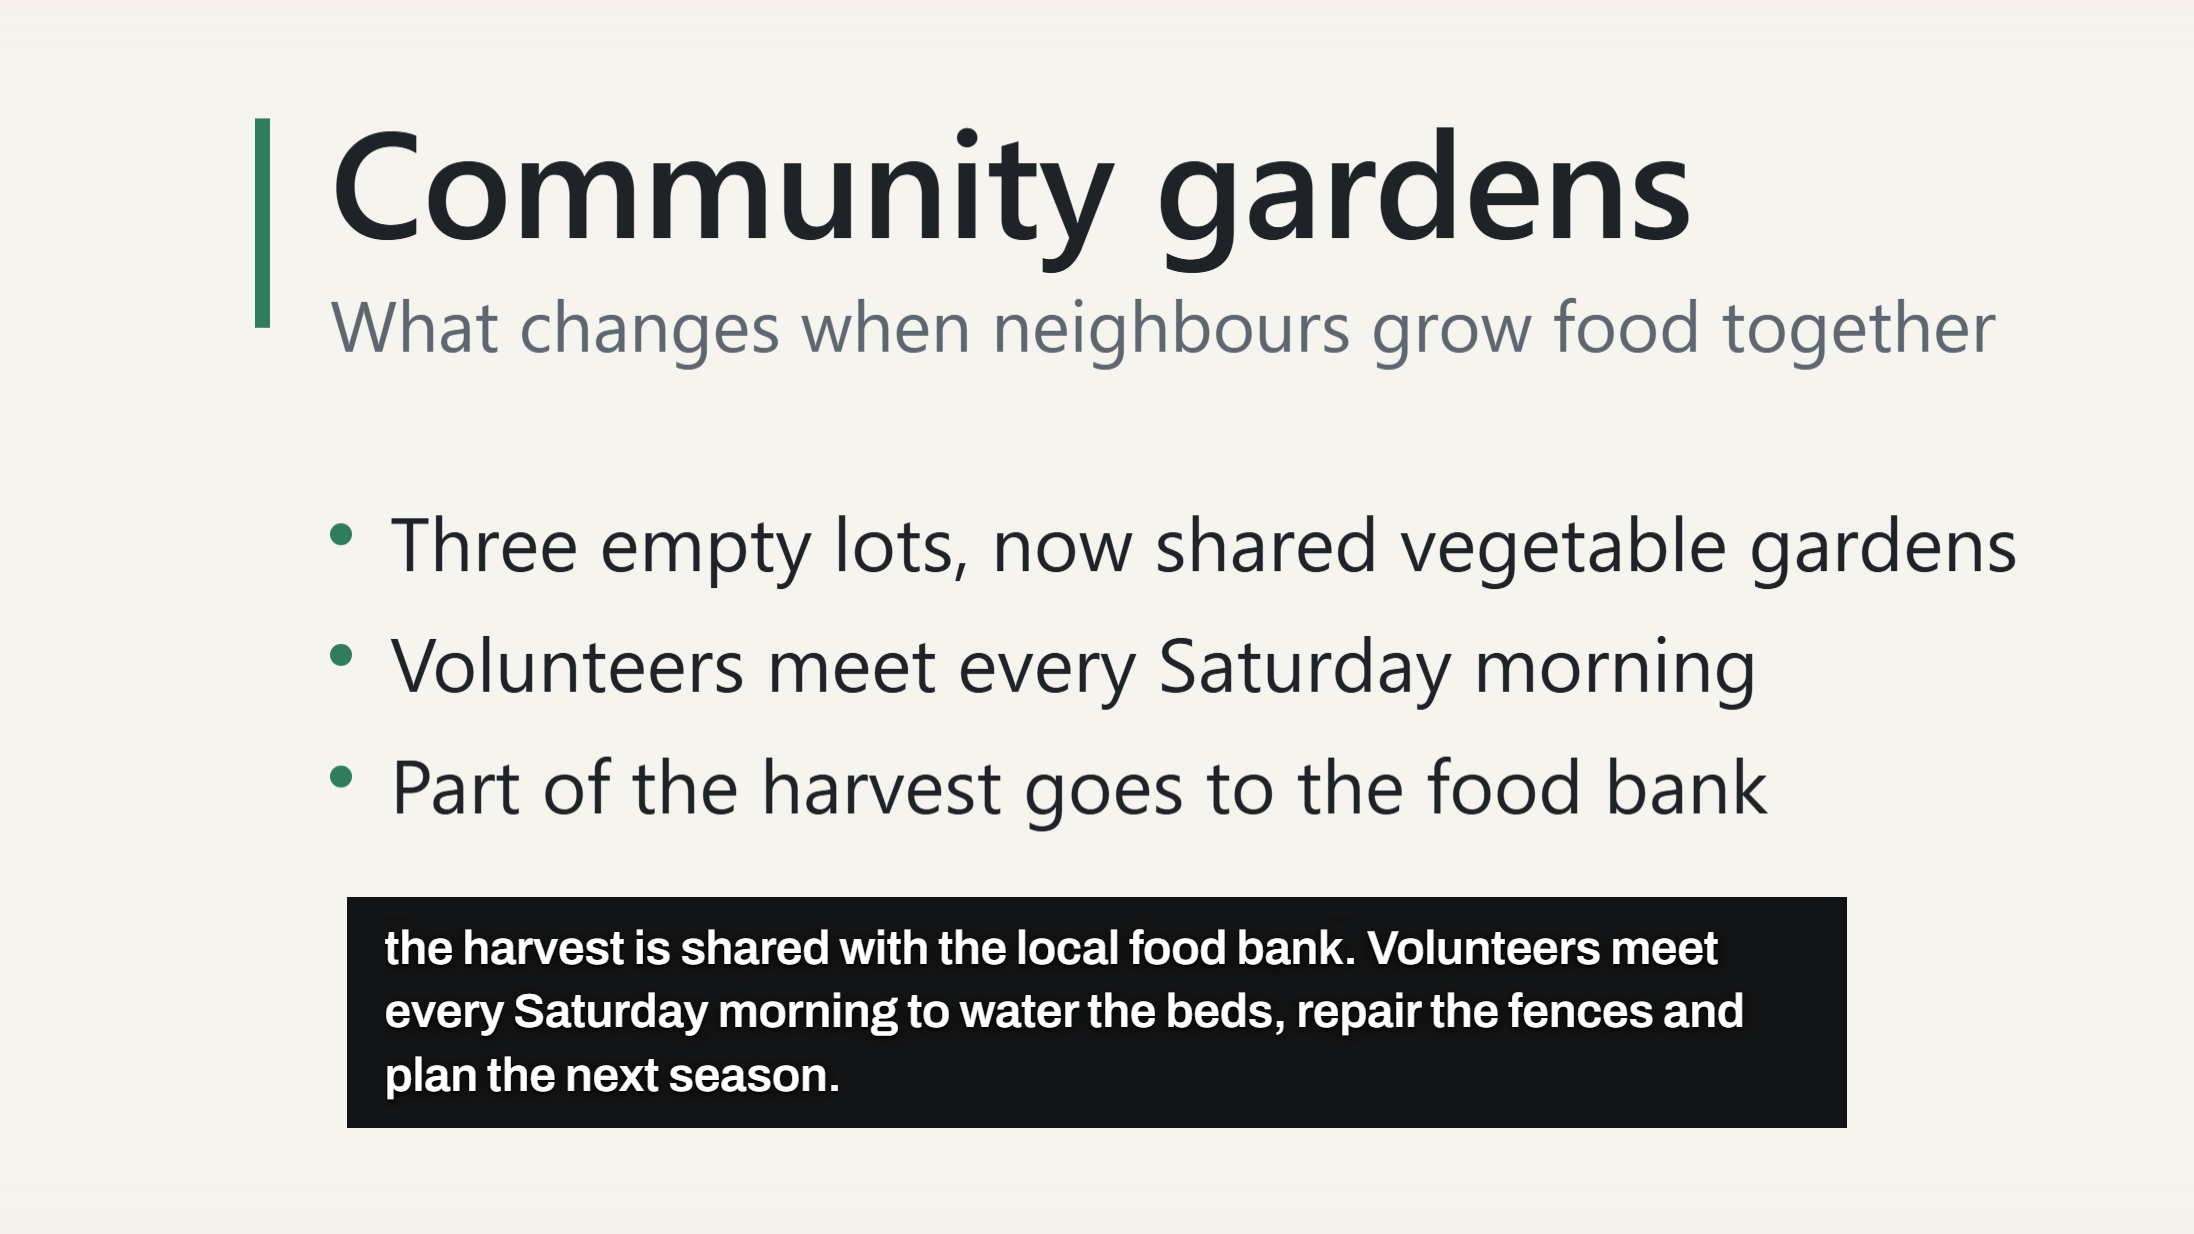 Community gardens
What changes when neighbours grow food together
• Three empty lots, now shared vegetable gardens
• Volunteers meet every Saturday morning
• Part of the harvest goes to the food bank
the harvest is shared with the local food bank. Volunteers meet
every Saturday morning to water the beds, repair the fences and
plan the next season.